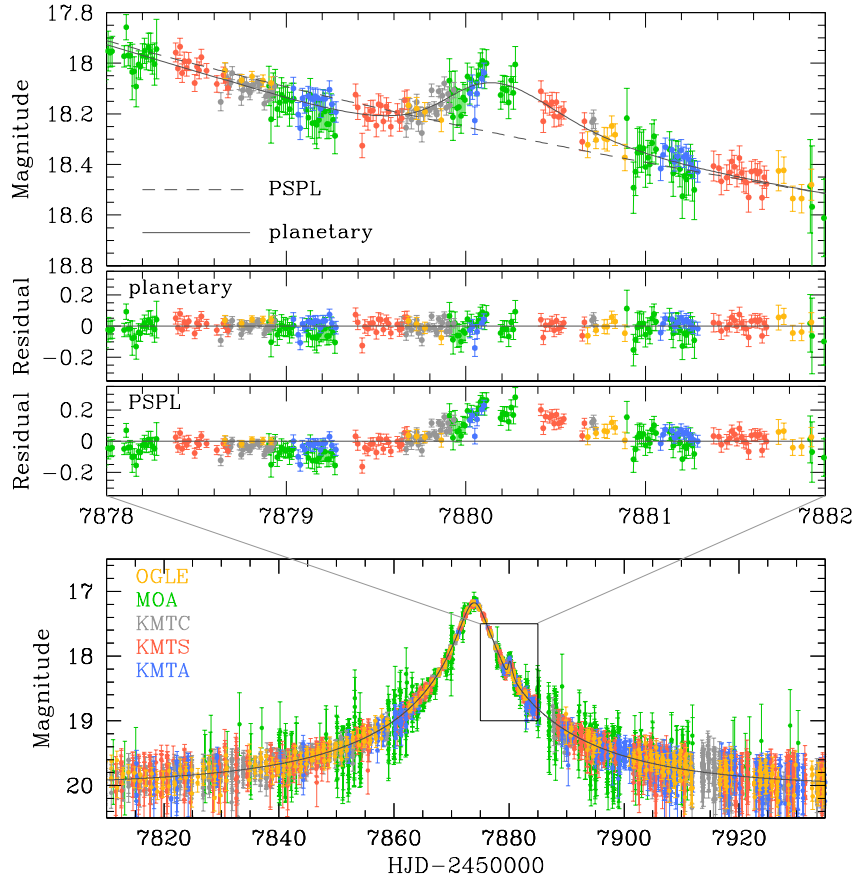 17.8
18
18.2
18.4
18.6
18.8
Magnitude
PSPL
planetary
planetary
0.2
0
−0.2
Residual
PSPL
0.2
0
−0.2
Residual
7878 7879 7880 7881 7882
OGLE
MOA
KMTC
KMTS
KMTA
17
18
19
20
Magnitude
7820 7840 7860 7880 7900 7920
HJD−2450000